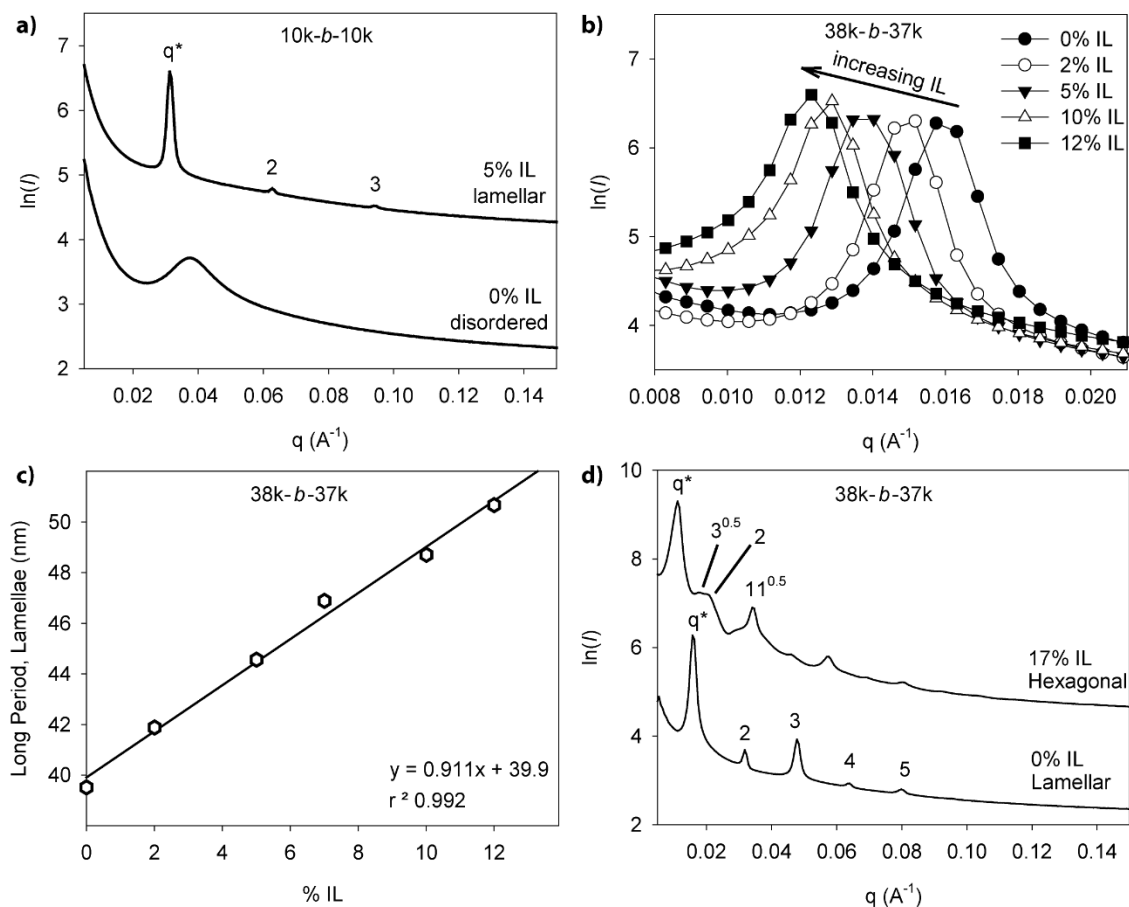 a)
10k-b-10k
q*
2
3
5% IL
lamellar
0% IL
disordered
7
6
5
4
3
2
ln(I)
0.02 0.04 0.06 0.08 0.10 0.12 0.14
q (A⁻¹)
b)
38k-b-37k
increasing IL
0% IL
2% IL
5% IL
10% IL
12% IL
7
6
5
4
ln(I)
0.008 0.010 0.012 0.014 0.016 0.018 0.020
q (A⁻¹)
c)
38k-b-37k
50
48
46
44
42
40
Long Period, Lamellae (nm)
y = 0.911x + 39.9
r ² 0.992
0 2 4 6 8 10 12
% IL
d)
38k-b-37k
q*
3⁰·⁵
2
11⁰·⁵
17% IL
Hexagonal
q*
2
3
4
5
0% IL
Lamellar
10
8
6
4
2
ln(I)
0.02 0.04 0.06 0.08 0.10 0.12 0.14
q (A⁻¹)